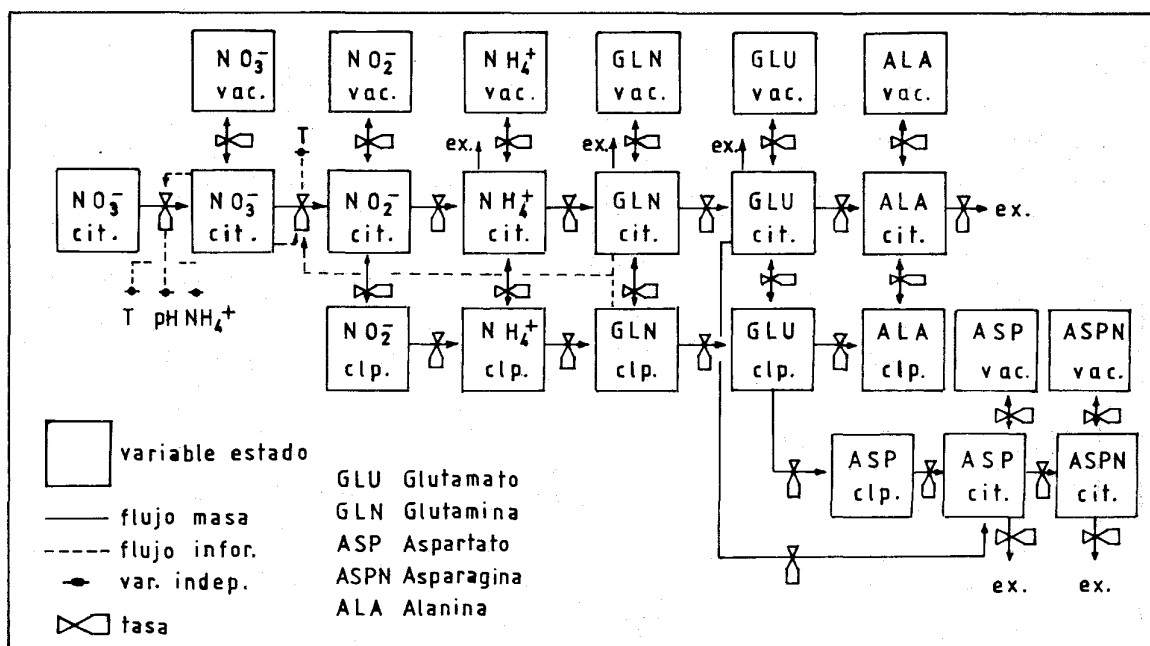 NO₃⁻ NO₂⁻ NH₄⁺ GLN GLU ALA
vac. vac. vac. vac. vac. vac.
T
ex. ex. ex.
NO₃⁻ NO₃⁻ NO₂⁻ NH₄⁺ GLN GLU ALA ex.
cit. cit. cit. cit. cit. cit. cit.
T pH NH₄⁺
NO₂⁻ NH₄⁺ GLN GLU ALA ASP ASPN
clp. clp. clp. clp. clp. vac. vac.
ASP ASP ASPN
clp. cit. cit.
ex. ex.
variable estado
flujo masa
flujo infor.
var. indep.
tasa
GLU Glutamato
GLN Glutamina
ASP Aspartato
ASPN Asparagina
ALA Alanina